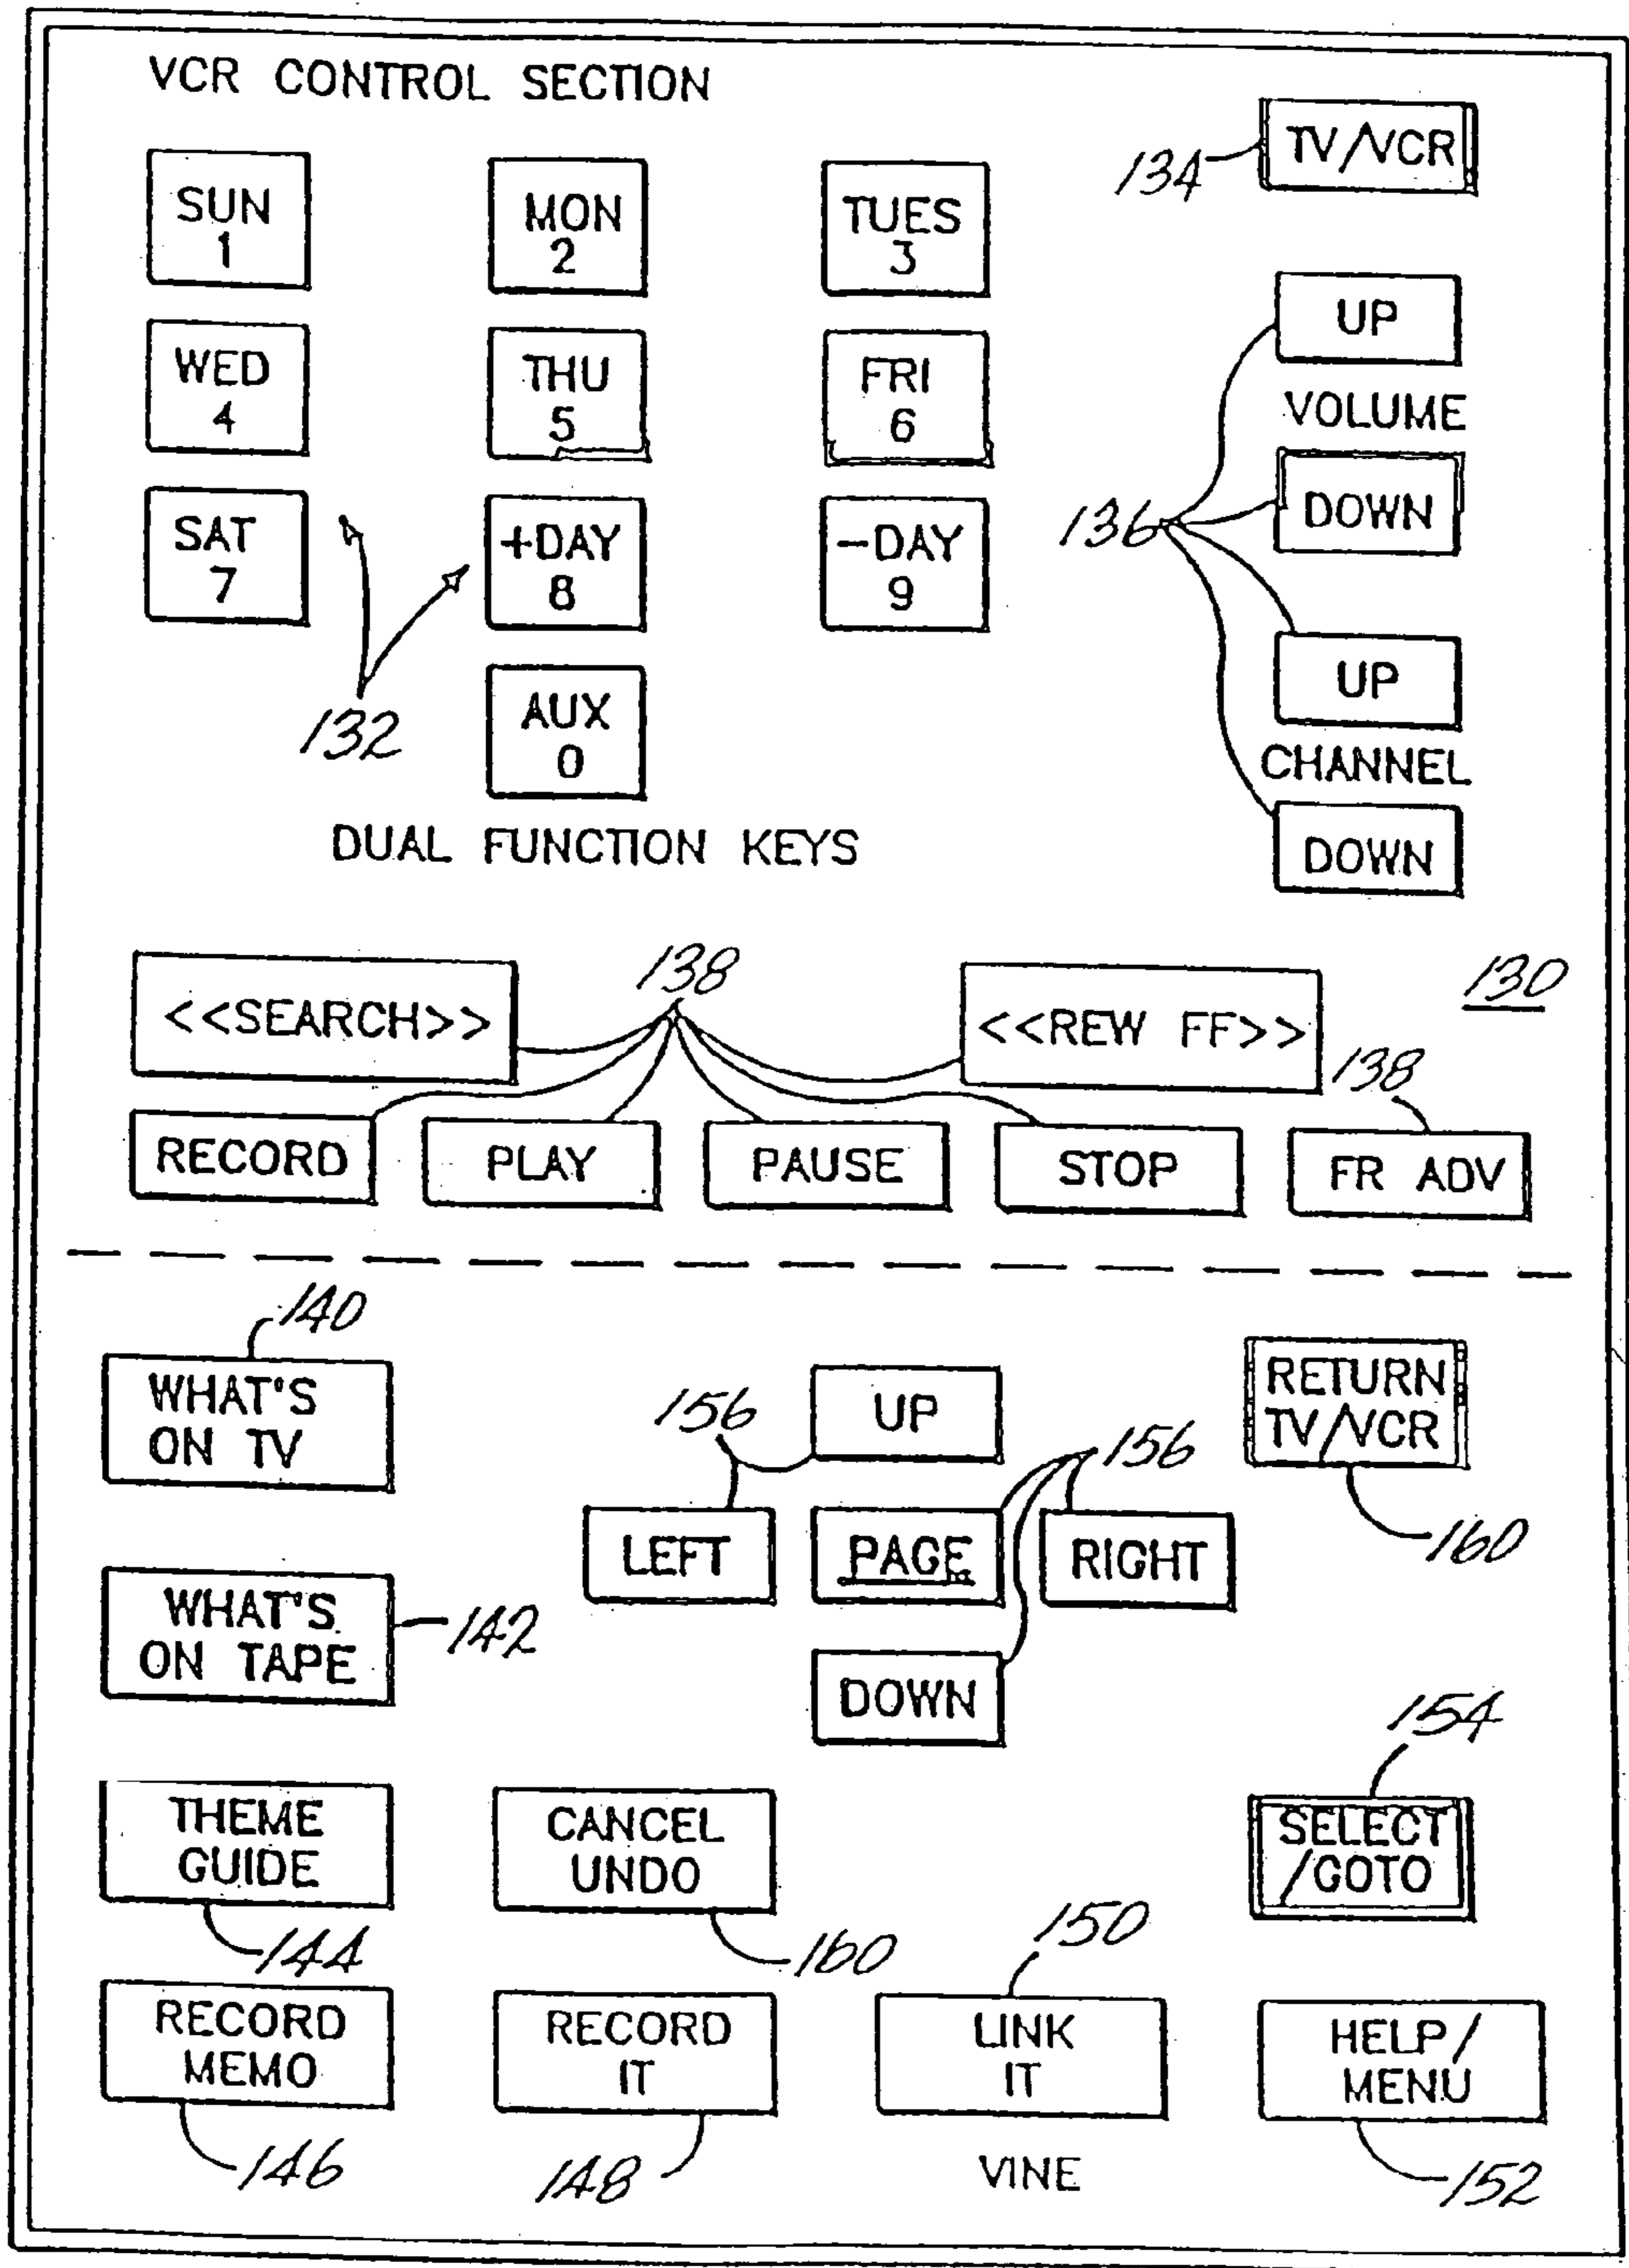 VCR CONTROL SECTION
TV/VCR
134
SUN
1
MON
2
TUES
3
UP
WED
4
THU
5
FRI
6
VOLUME
136
DOWN
SAT
7
+DAY
8
-DAY
9
UP
132
AUX
0
CHANNEL
DUAL FUNCTION KEYS
DOWN
138
130
<<SEARCH>>
<<REW FF>>
138
RECORD
PLAY
PAUSE
STOP
FR ADV
140
WHAT'S
ON TV
156
UP
156
RETURN
TV/VCR
160
LEFT
PAGE
RIGHT
WHAT'S
ON TAPE
142
DOWN
154
THEME
GUIDE
CANCEL
UNDO
SELECT
/GOTO
144
160
150
RECORD
MEMO
RECORD
IT
LINK
IT
HELP/
MENU
146
148
VINE
152